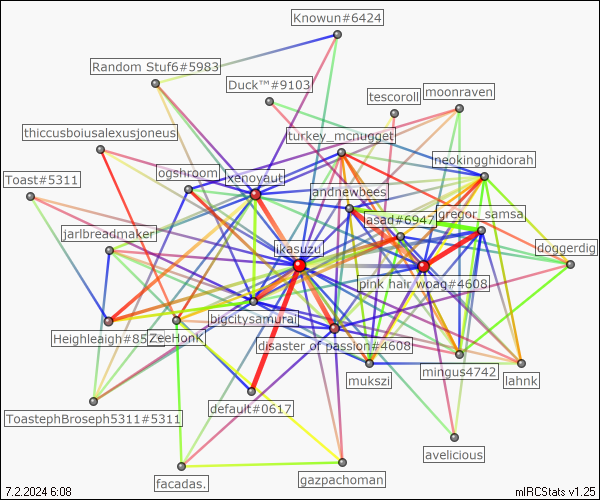 Knowun#6424
Random Stuf6#5983
Duck™#9103
tescoroll
moonraven
thiccusboiusalexusjoneus
turkey_mcnugget
neokingghidorah
Toast#5311
ogshroom
xenoyaut
andnewbees
asad#6947
gregor_samsa
jarlbreadmaker
ikasuzu
doggerdig
pink hair woag#4608
bigcitysamurai
Heighleaigh#85
ZeeHonK
disaster of passion#4608
mukszi
mingus4742
lahnk
ToastephBroseph5311#5311
default#0617
avelicious
facadas.
gazpachoman
7.2.2024 6:08
mIRCStats v1.25